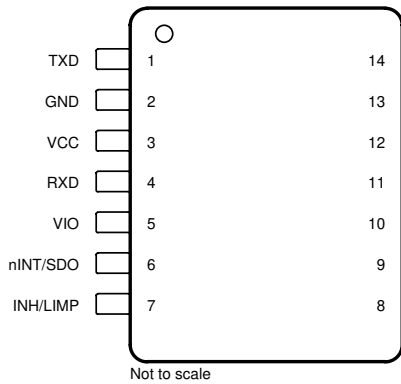 TXD 1 14
GND 2 13
VCC 3 12
RXD 4 11
VIO 5 10
nINT/SDO 6 9
INH/LIMP 7 8
Not to scale